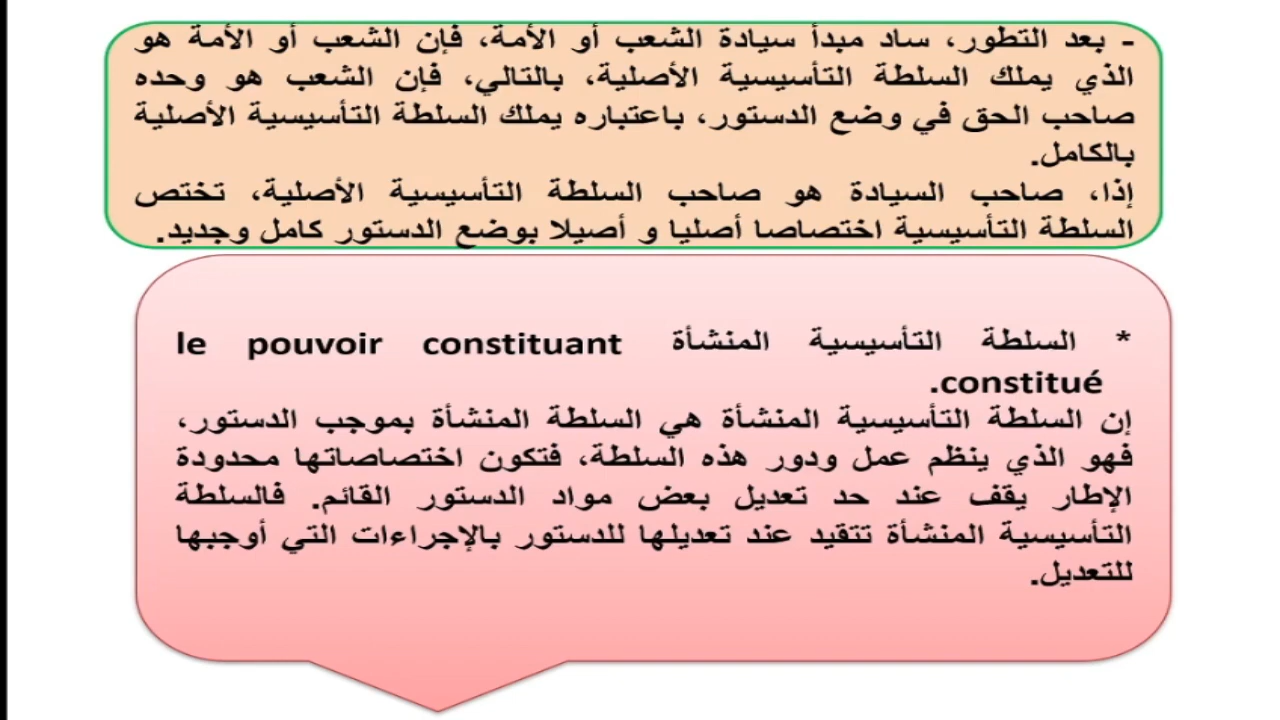 - بعد التطور، ساد مبدأ سيادة الشعب أو الأمة، فإن الشعب أو الأمة هو
الذي يملك السلطة التأسيسية الأصلية، بالتالي، فإن الشعب هو وحده
صاحب الحق في وضع الدستور، باعتباره يملك السلطة التأسيسية الأصلية
بالكامل.
إذا، صاحب السيادة هو صاحب السلطة التأسيسية الأصلية، تختص
السلطة التأسيسية اختصاصا أصليا و أصيلا بوضع الدستور كامل وجديد.
* السلطة التأسيسية المنشأة le pouvoir constituant
constitué.
إن السلطة التأسيسية المنشأة هي السلطة المنشأة بموجب الدستور،
فهو الذي ينظم عمل ودور هذه السلطة، فتكون اختصاصاتها محدودة
الإطار يقف عند حد تعديل بعض مواد الدستور القائم. فالسلطة
التأسيسية المنشأة تتقيد عند تعديلها للدستور بالإجراءات التي أوجبها
للتعديل.